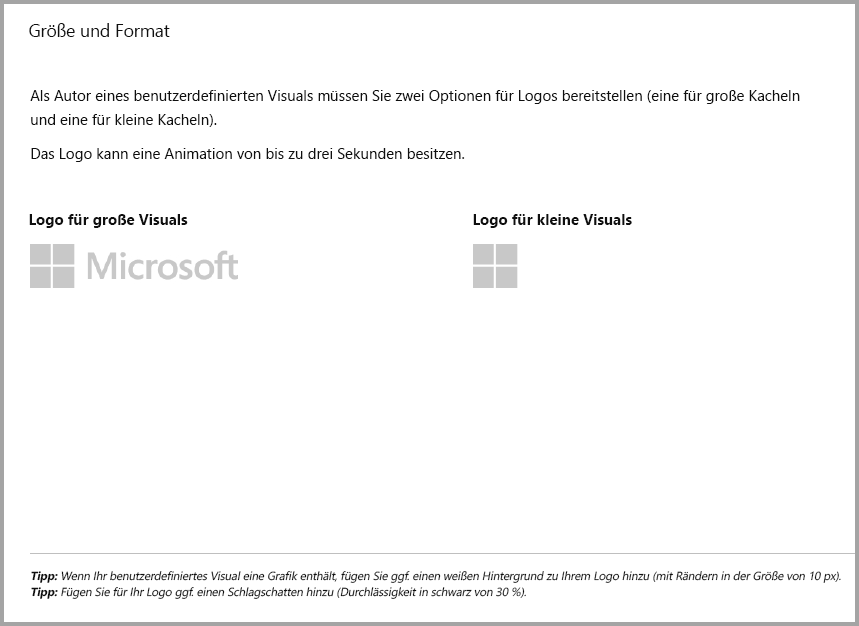 Größe und Format
Als Autor eines benutzerdefinierten Visuals müssen Sie zwei Optionen für Logos bereitstellen (eine für große Kacheln
und eine für kleine Kacheln).
Das Logo kann eine Animation von bis zu drei Sekunden besitzen.
Logo für große Visuals
Logo für kleine Visuals
Microsoft
Tipp: Wenn Ihr benutzerdefiniertes Visual eine Grafik enthält, fügen Sie ggf. einen weißen Hintergrund zu Ihrem Logo hinzu (mit Rändern in der Größe von 10 px).
Tipp: Fügen Sie für Ihr Logo ggf. einen Schlagschatten hinzu (Durchlässigkeit in schwarz von 30 %).